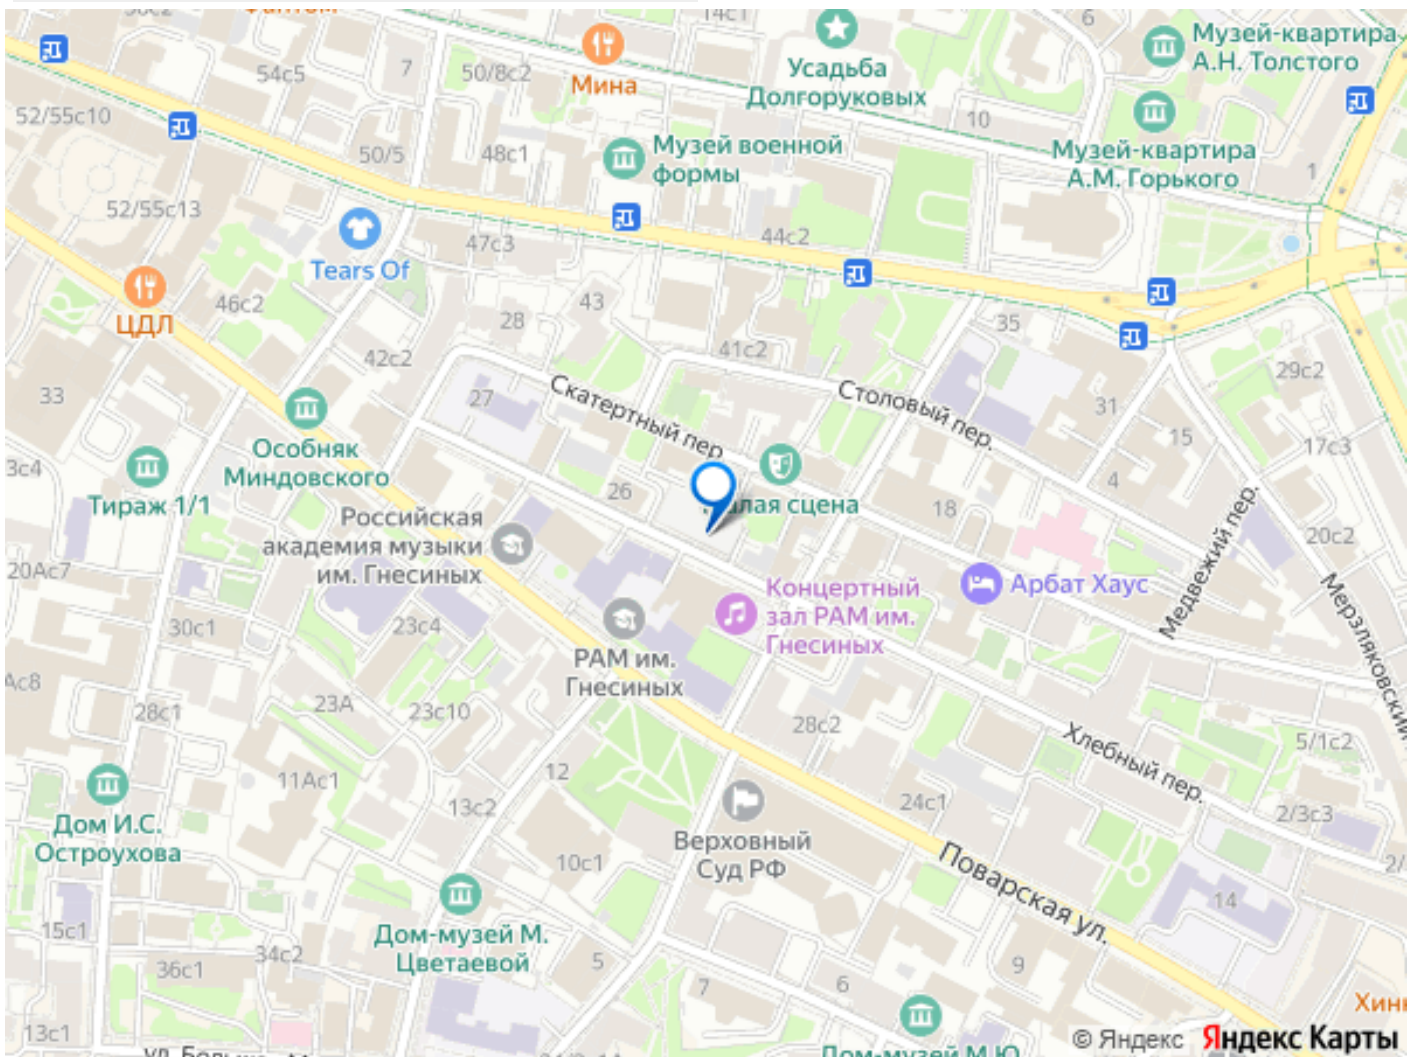 14с1
6
Музей-квартира
А.Н. Толстого
54с5
7
50/8с2
Мина
Усадьба
Долгоруковых
52/55с10
10
Музей военной
формы
Музей-квартира
А.М. Горького
50/5
48с1
1
52/55с13
47с3
44с2
Tears Of
46с2
43
ЦДЛ
28
35
41с2
42с2
29с2
33
27
Скатертный пер.
Столовый пер.
31
15
17с3
Особняк
Миндовского
3с4
Тираж 1/1
26
сцена
18
4
Российская
академия музыки
им. Гнесиных
20с2
20Ас7
Медвежий пер.
Мерзляковский
Арбат Хаус
Концертный
зал РАМ им.
Гнесиных
30с1
23с4
РАМ им.
Гнесиных
23А
23с10
28с1
28с2
Хлебный пер.
5/1с2
11Ас1
12
13с2
24с1
2/3с3
Дом И.С.
Остроухова
Верховный
Суд РФ
10с1
Поварская ул.
14
15с1
Дом-музей М.
Цветаевой
34с2
36с1
5
9
7
6
13с1
© Яндекс
Яндекс Карты